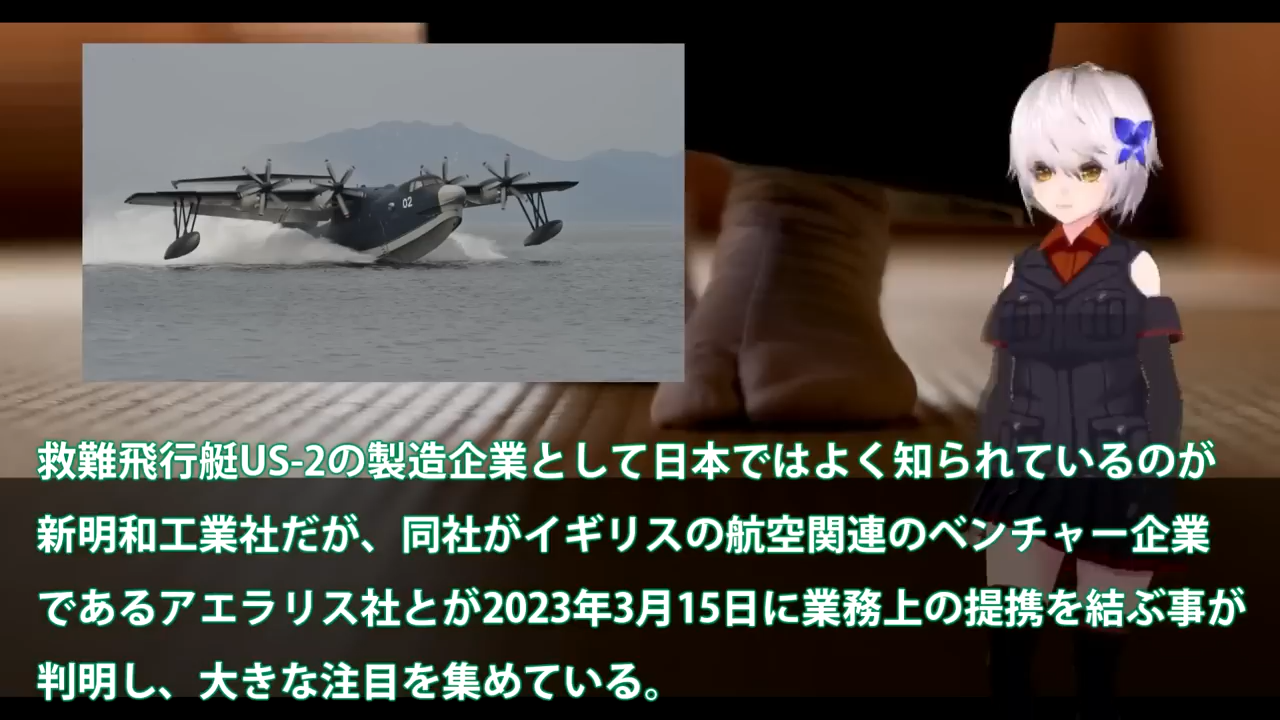 02
救難飛行艇US-2の製造企業として日本ではよく知られているのが
新明和工業社だが、同社がイギリスの航空関連のベンチャー企業
であるアエラリス社とが2023年3月15日に業務上の提携を結ぶ事が
判明し、大きな注目を集めている。